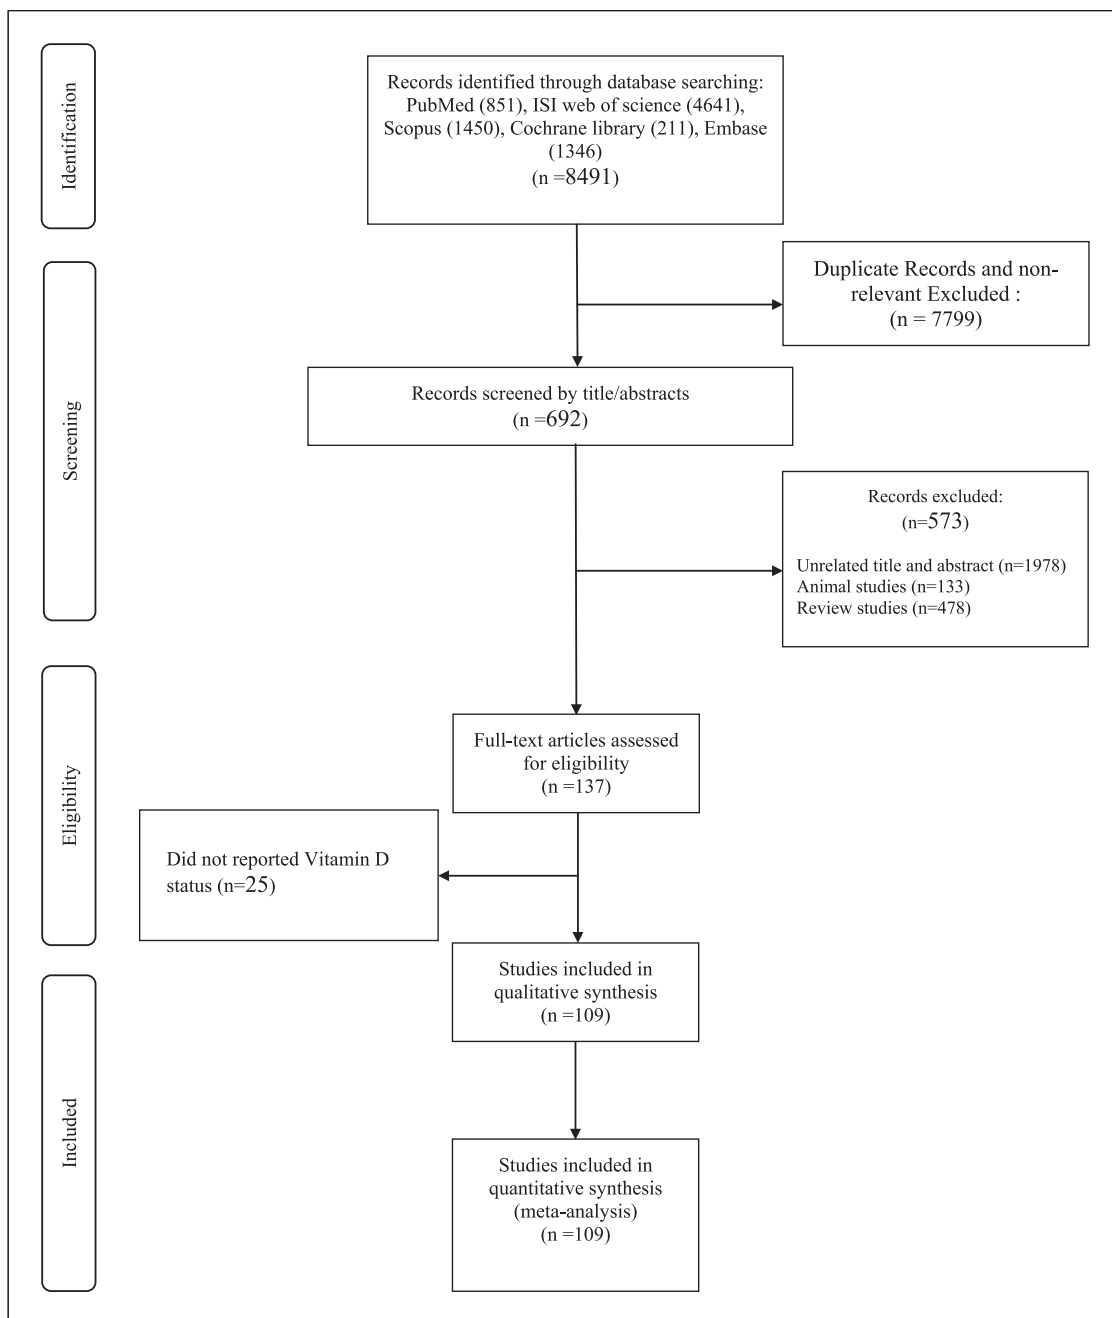 Identification
Records identified through database searching:
PubMed (851), ISI web of science (4641),
Scopus (1450), Cochrane library (211), Embase
(1346)
(n =8491)
Screening
Duplicate Records and non-
relevant Excluded :
(n = 7799)
Records screened by title/abstracts
(n =692)
Records excluded:
(n=573)
Unrelated title and abstract (n=1978)
Animal studies (n=133)
Review studies (n=478)
Eligibility
Full-text articles assessed
for eligibility
(n =137)
Did not reported Vitamin D
status (n=25)
Studies included in
qualitative synthesis
(n =109)
Included
Studies included in
quantitative synthesis
(meta-analysis)
(n =109)